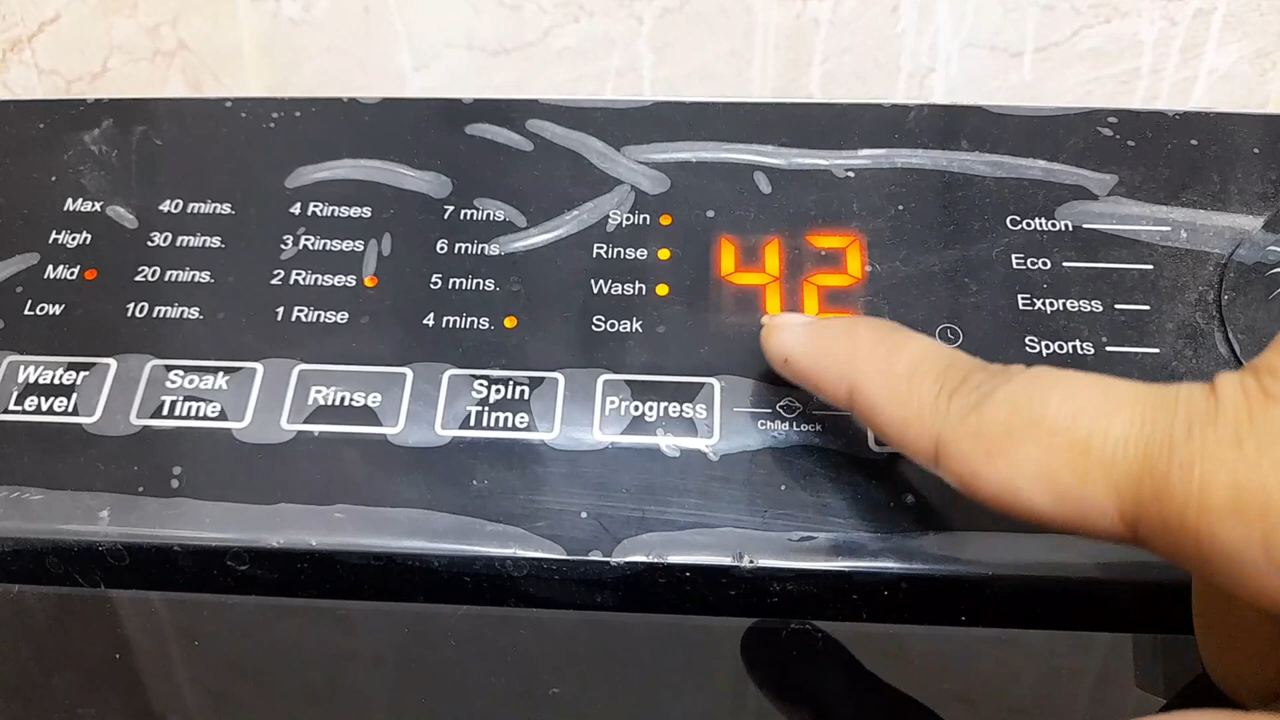 Max 40 mins. 4 Rinses 7 mins. Spin
High 30 mins. 3 Rinses 6 mins. Rinse
Mid 20 mins. 2 Rinses 5 mins. Wash
Low 10 mins. 1 Rinse 4 mins. Soak
42
Cotton
Eco
Express
Sports
Water
Level
Soak
Time
Rinse
Spin
Time
Progress
Child Lock